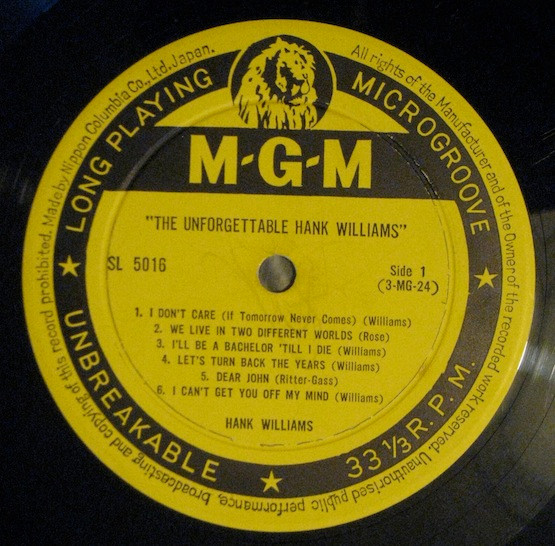 Made by Nippon Columbia Co., Ltd. Japan.
All rights of the Manufacturer and of the Owner of the recorded work reserved. Unauthorised public performance, broadcasting and copying of this record prohibited.
LONG PLAYING
MICROGROOVE
M-G-M
"THE UNFORGETTABLE HANK WILLIAMS"
SL 5016
Side 1
(3-MG-24)
1. I DON'T CARE (If Tomorrow Never Comes) (Williams)
2. WE LIVE IN TWO DIFFERENT WORLDS (Rose)
3. I'LL BE A BACHELOR 'TILL I DIE (Williams)
4. LET'S TURN BACK THE YEARS (Williams)
5. DEAR JOHN (Ritter-Gass)
6. I CAN'T GET YOU OFF MY MIND (Williams)
HANK WILLIAMS
UNBREAKABLE
33 1/3 R. P. M.